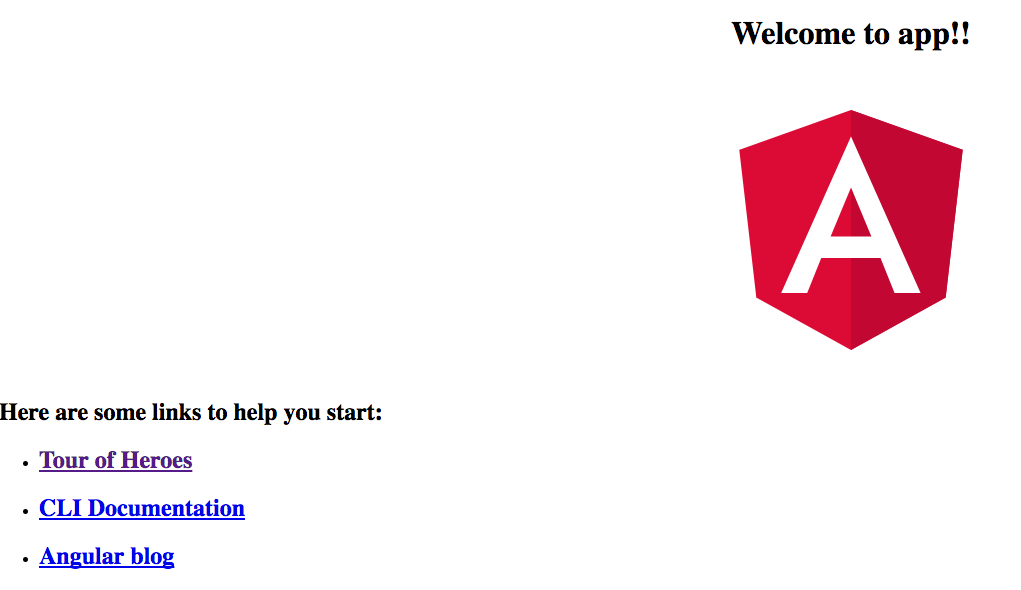 Welcome to app!!
A
Here are some links to help you start:
Tour of Heroes
CLI Documentation
Angular blog